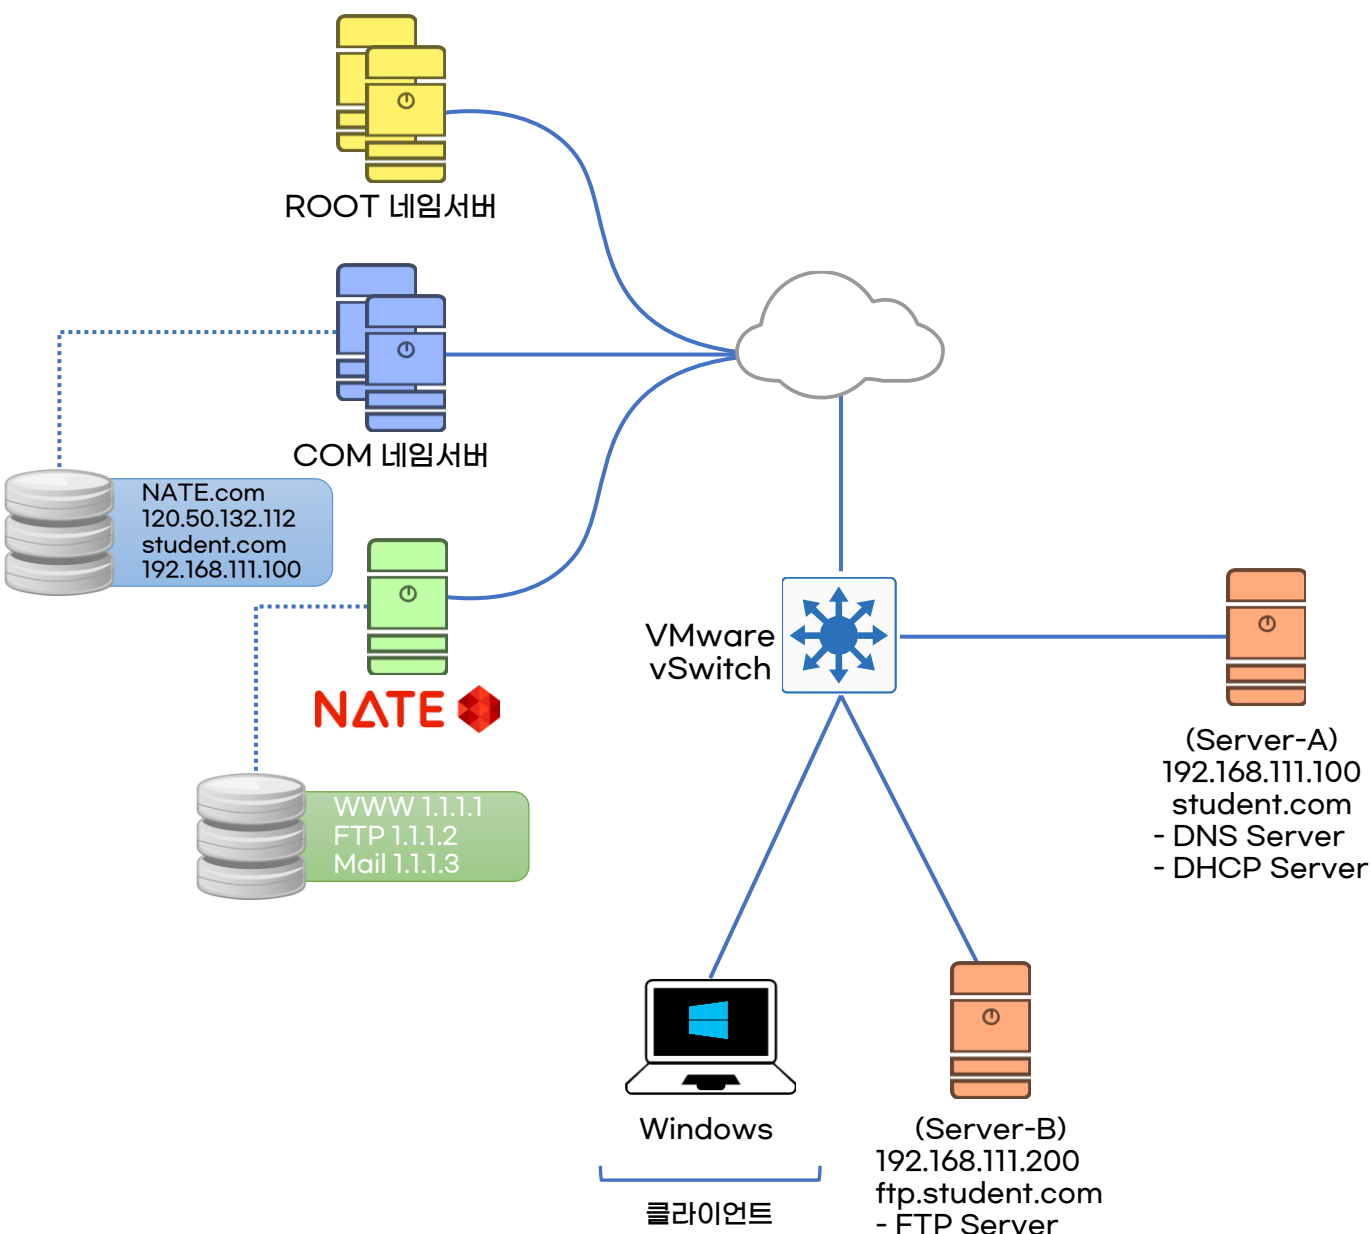 ROOT 네임서버
COM 네임서버
NATE.com
120.50.132.112
student.com
192.168.111.100
NATE
WWW 1.1.1.1
FTP 1.1.1.2
Mail 1.1.1.3
VMware
vSwitch
(Server-A)
192.168.111.100
student.com
- DNS Server
- DHCP Server
Windows
클라이언트
(Server-B)
192.168.111.200
ftp.student.com
- FTP Server